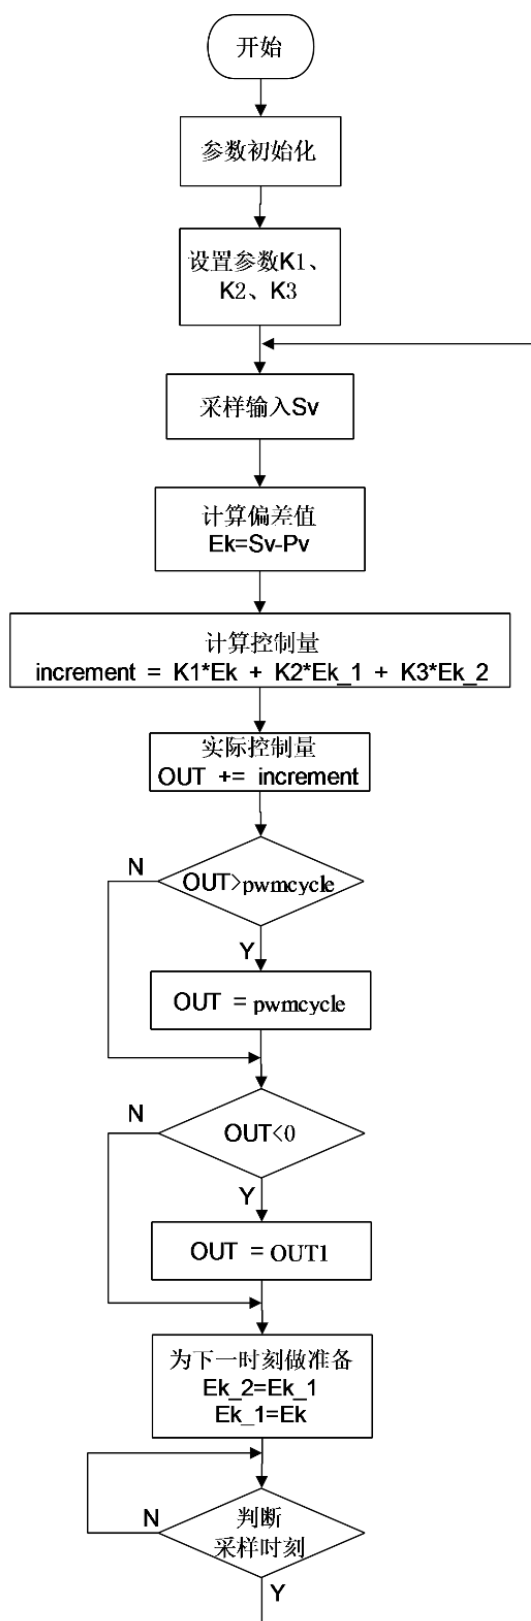 开始
参数初始化
设置参数K1、
K2、K3
采样输入Sv
计算偏差值
Ek=Sv-Pv
计算控制量
increment = K1*Ek + K2*Ek_1 + K3*Ek_2
实际控制量
OUT += increment
N
OUT>pwmcycle
Y
OUT = pwmcycle
N
OUT<0
Y
OUT = OUT1
为下一时刻做准备
Ek_2=Ek_1
Ek_1=Ek
N
判断
采样时刻
Y